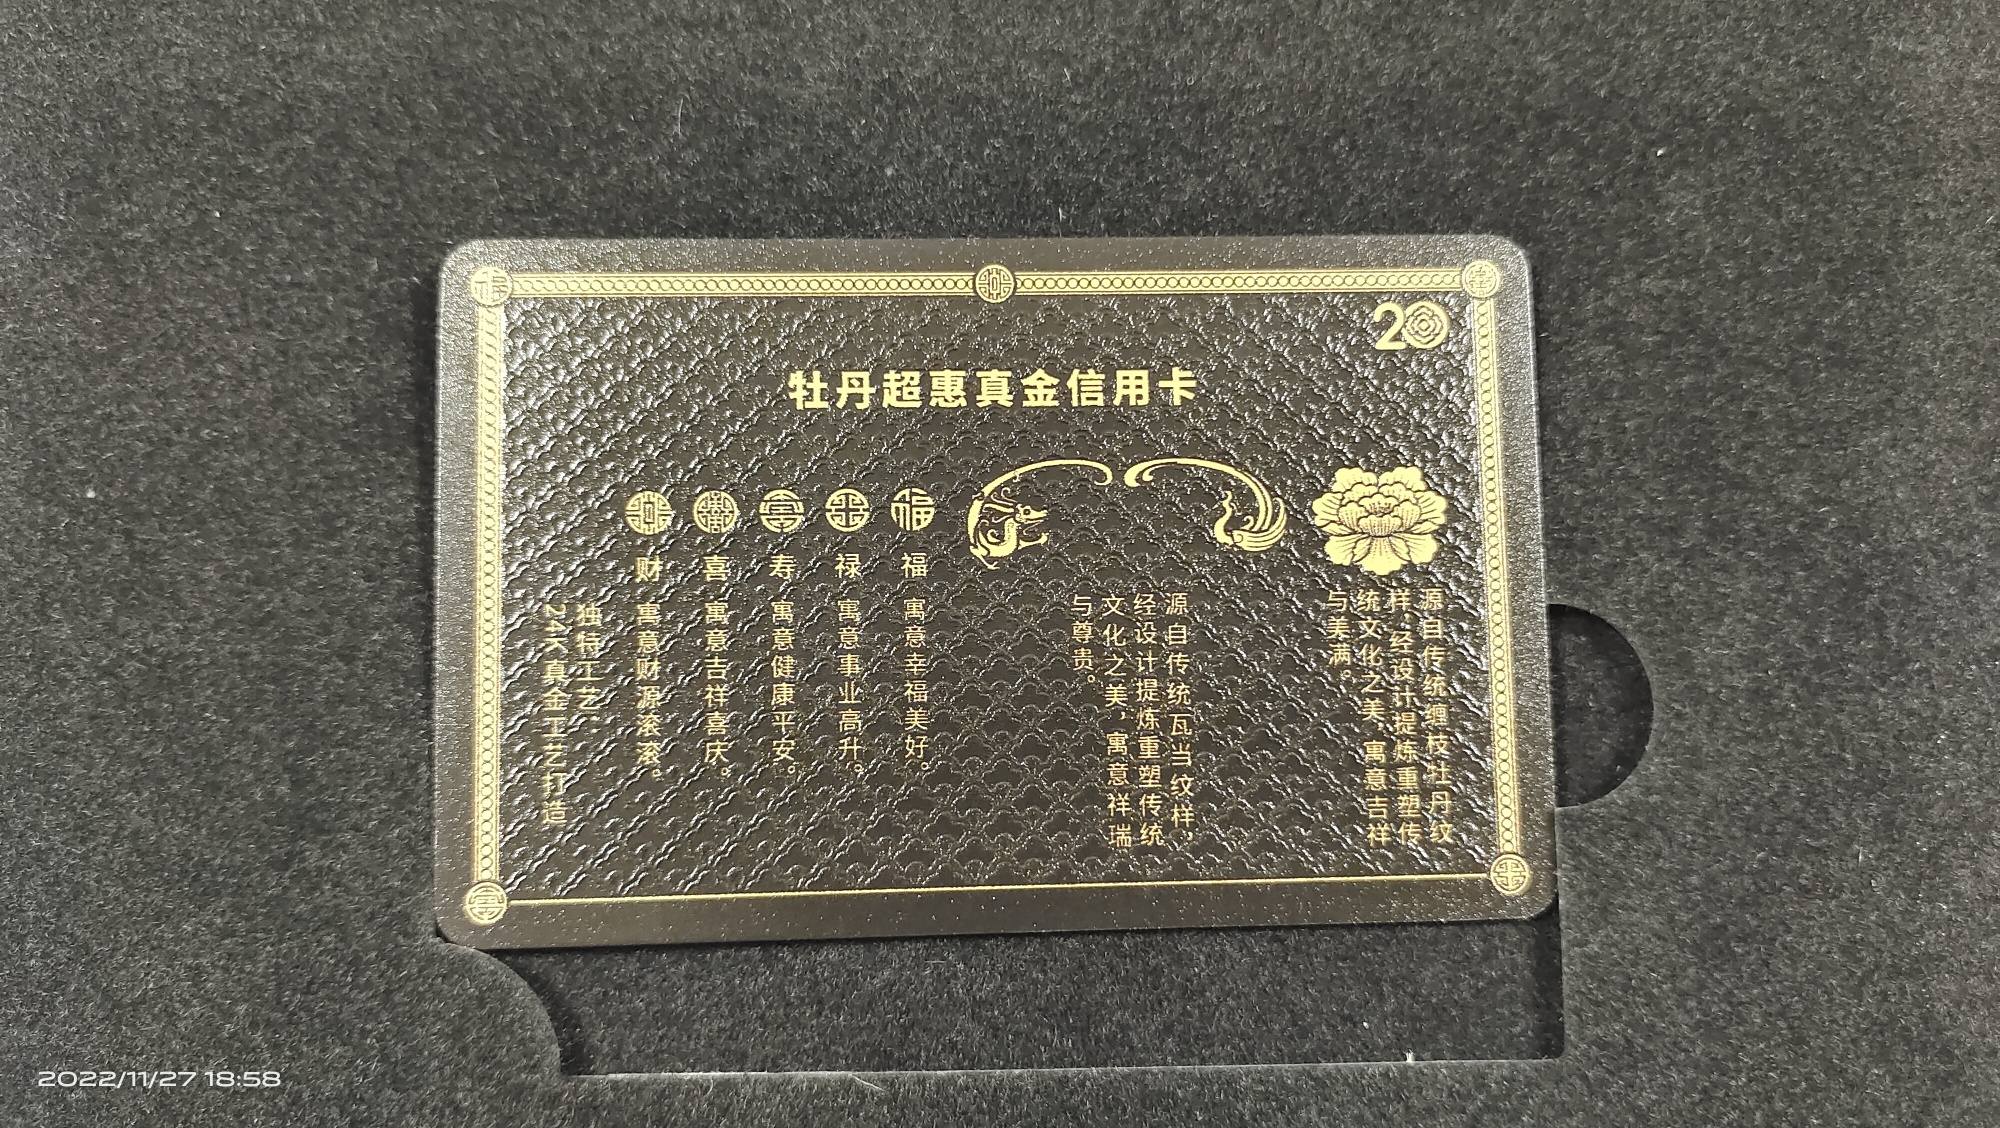 20
牡丹超惠真金信用卡
源自传统缠枝牡丹纹
样，经设计提炼重塑传
统文化之美，寓意吉祥
与美满。
源自传统瓦当纹样，
经设计提炼重塑传统
文化之美，寓意祥瑞
与尊贵。
福 福 寓意幸福美好。
禄 寓意事业高升。
寿 寓意健康平安。
喜 寓意吉祥喜庆。
财 寓意财源滚滚。
独特工艺：
24K真金工艺打造
2022/11/27 18:58